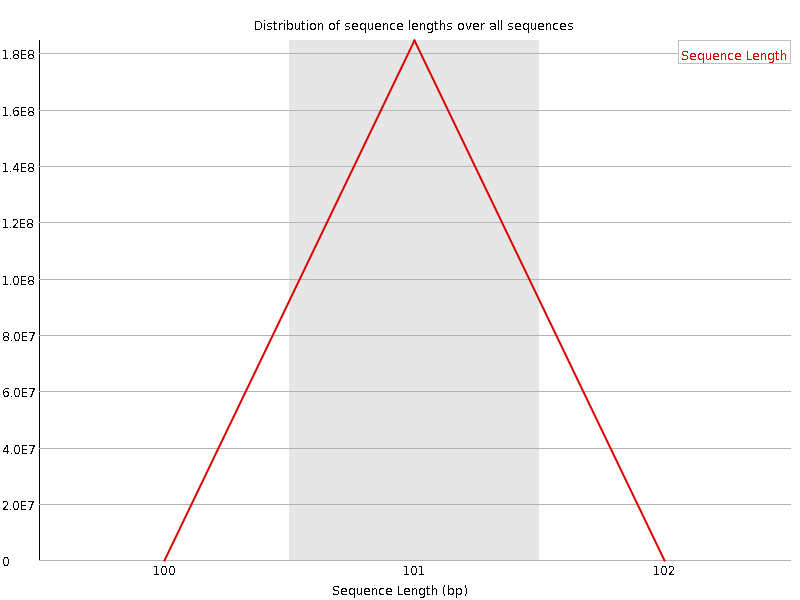 Distribution of sequence lengths over all sequences
Sequence Length
1.8E8
1.6E8
1.4E8
1.2E8
1.0E8
8.0E7
6.0E7
4.0E7
2.0E7
0
100 101 102
Sequence Length (bp)